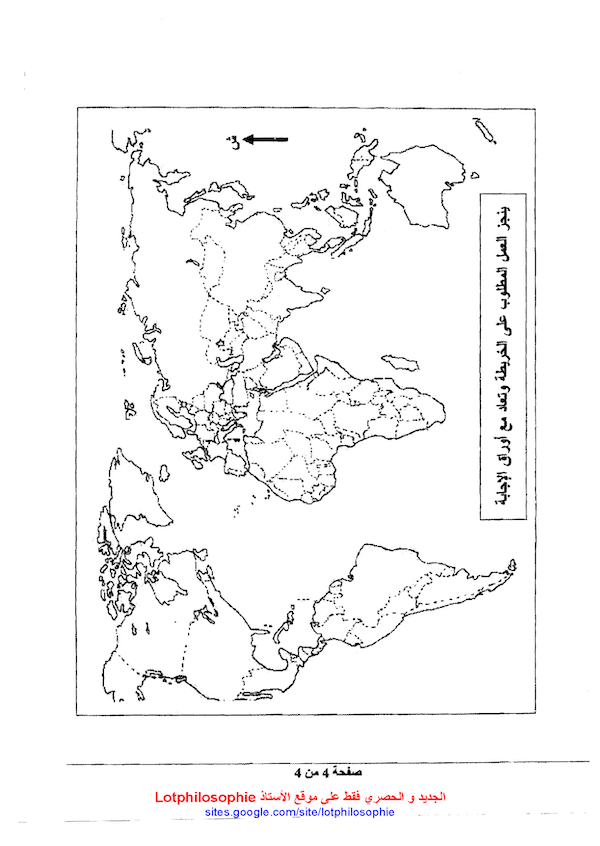 ش
ينجز العمل المطلوب على الخريطة وتعاد مع أوراق الإجابة
صفحة 4 من 4
الجديد و الحصري فقط على موقع الأستاذ Lotphilosophie
sites.google.com/site/lotphilosophie